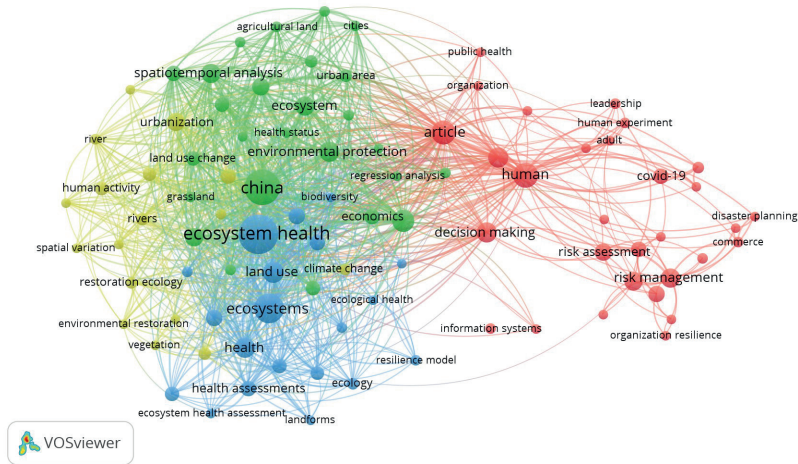 agricultural land
cities
public health
spatiotemporal analysis
urban area
organization
leadership
ecosystem
urbanization
health status
article
human experiment
river
adult
land use change
environmental protection
human
covid-19
regression analysis
human activity
grassland
china
biodiversity
rivers
economics
disaster planning
ecosystem health
decision making
commerce
spatial variation
risk assessment
land use
climate change
restoration ecology
risk management
ecological health
ecosystems
environmental restoration
information systems
organization resilience
vegetation
health
resilience model
health assessments
ecology
ecosystem health assessment
landforms
VOSviewer